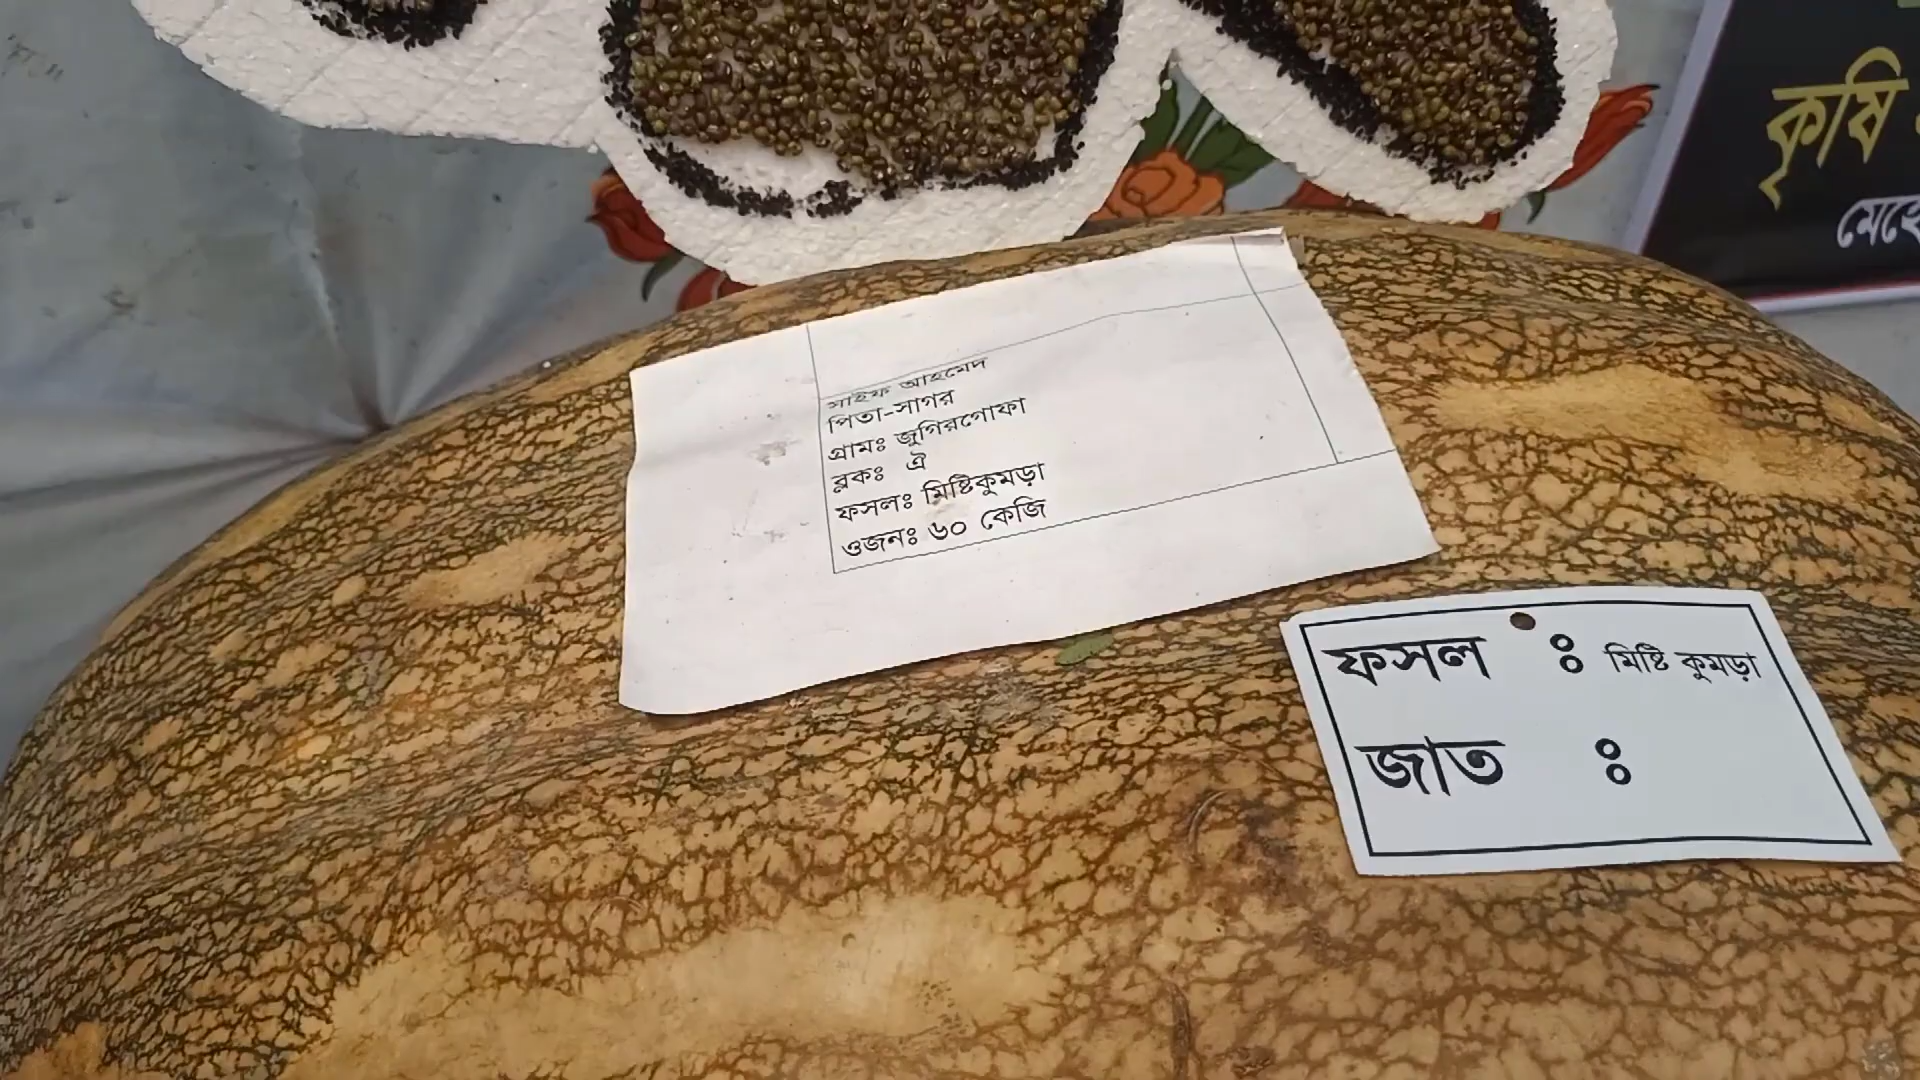 কৃষি
মেহে
সাইফ আহমেদ
পিতা-সাগর
গ্রামঃ জুগিরগোফা
ব্লকঃ ঐ
ফসলঃ মিষ্টিকুমড়া
ওজনঃ ৬০ কেজি
ফসল ঃ মিষ্টি কুমড়া
জাত ঃ